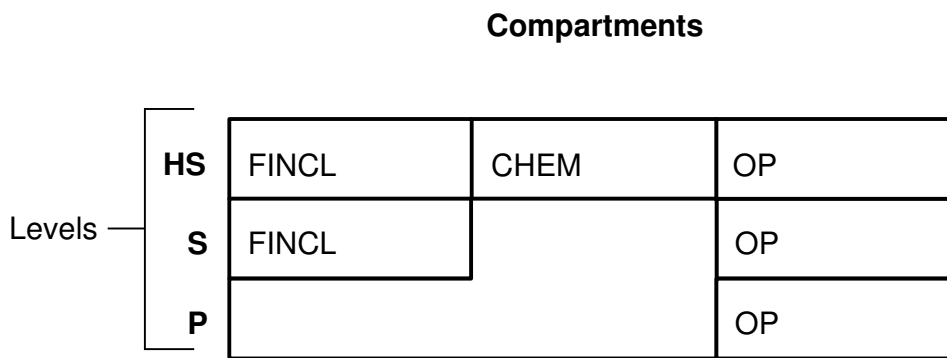 Compartments
HS FINCL CHEM OP
Levels
S FINCL OP
P OP